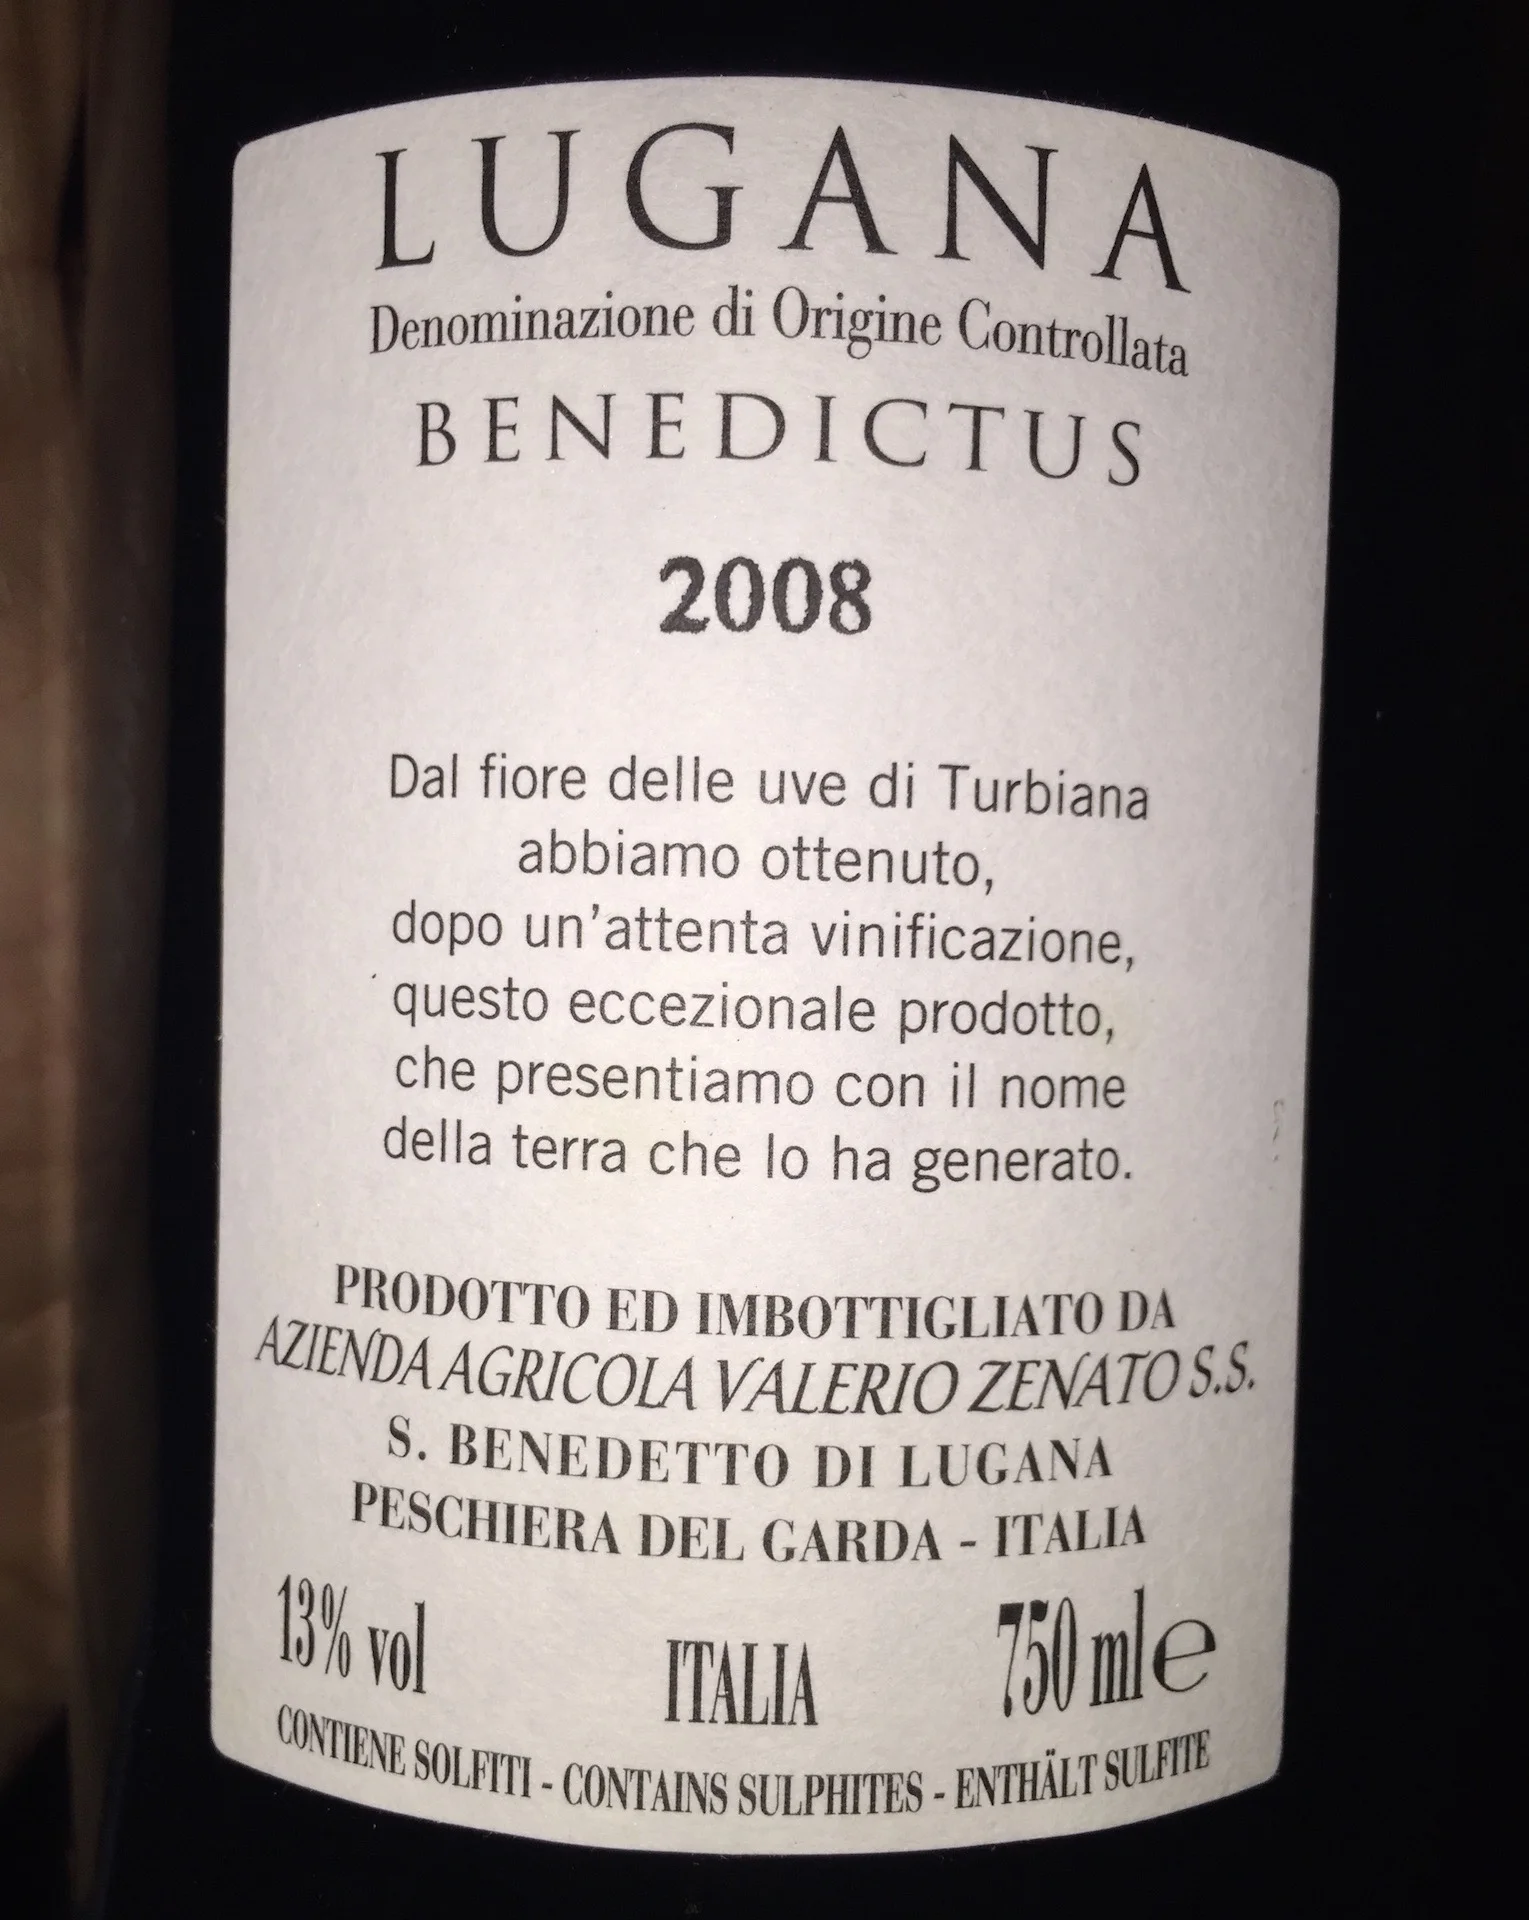 LUGANA
Denominazione di Origine Controllata
BENEDICTUS
2008
Dal fiore delle uve di Turbiana
abbiamo ottenuto,
dopo un'attenta vinificazione,
questo eccezionale prodotto,
che presentiamo con il nome
della terra che lo ha generato.
PRODOTTO ED IMBOTTIGLIATO DA
AZIENDA AGRICOLA VALERIO ZENATO S.S.
S. BENEDETTO DI LUGANA
PESCHIERA DEL GARDA - ITALIA
13% vol ITALIA 750 ml e
CONTIENE SOLFITI - CONTAINS SULPHITES - ENTHÄLT SULFITE